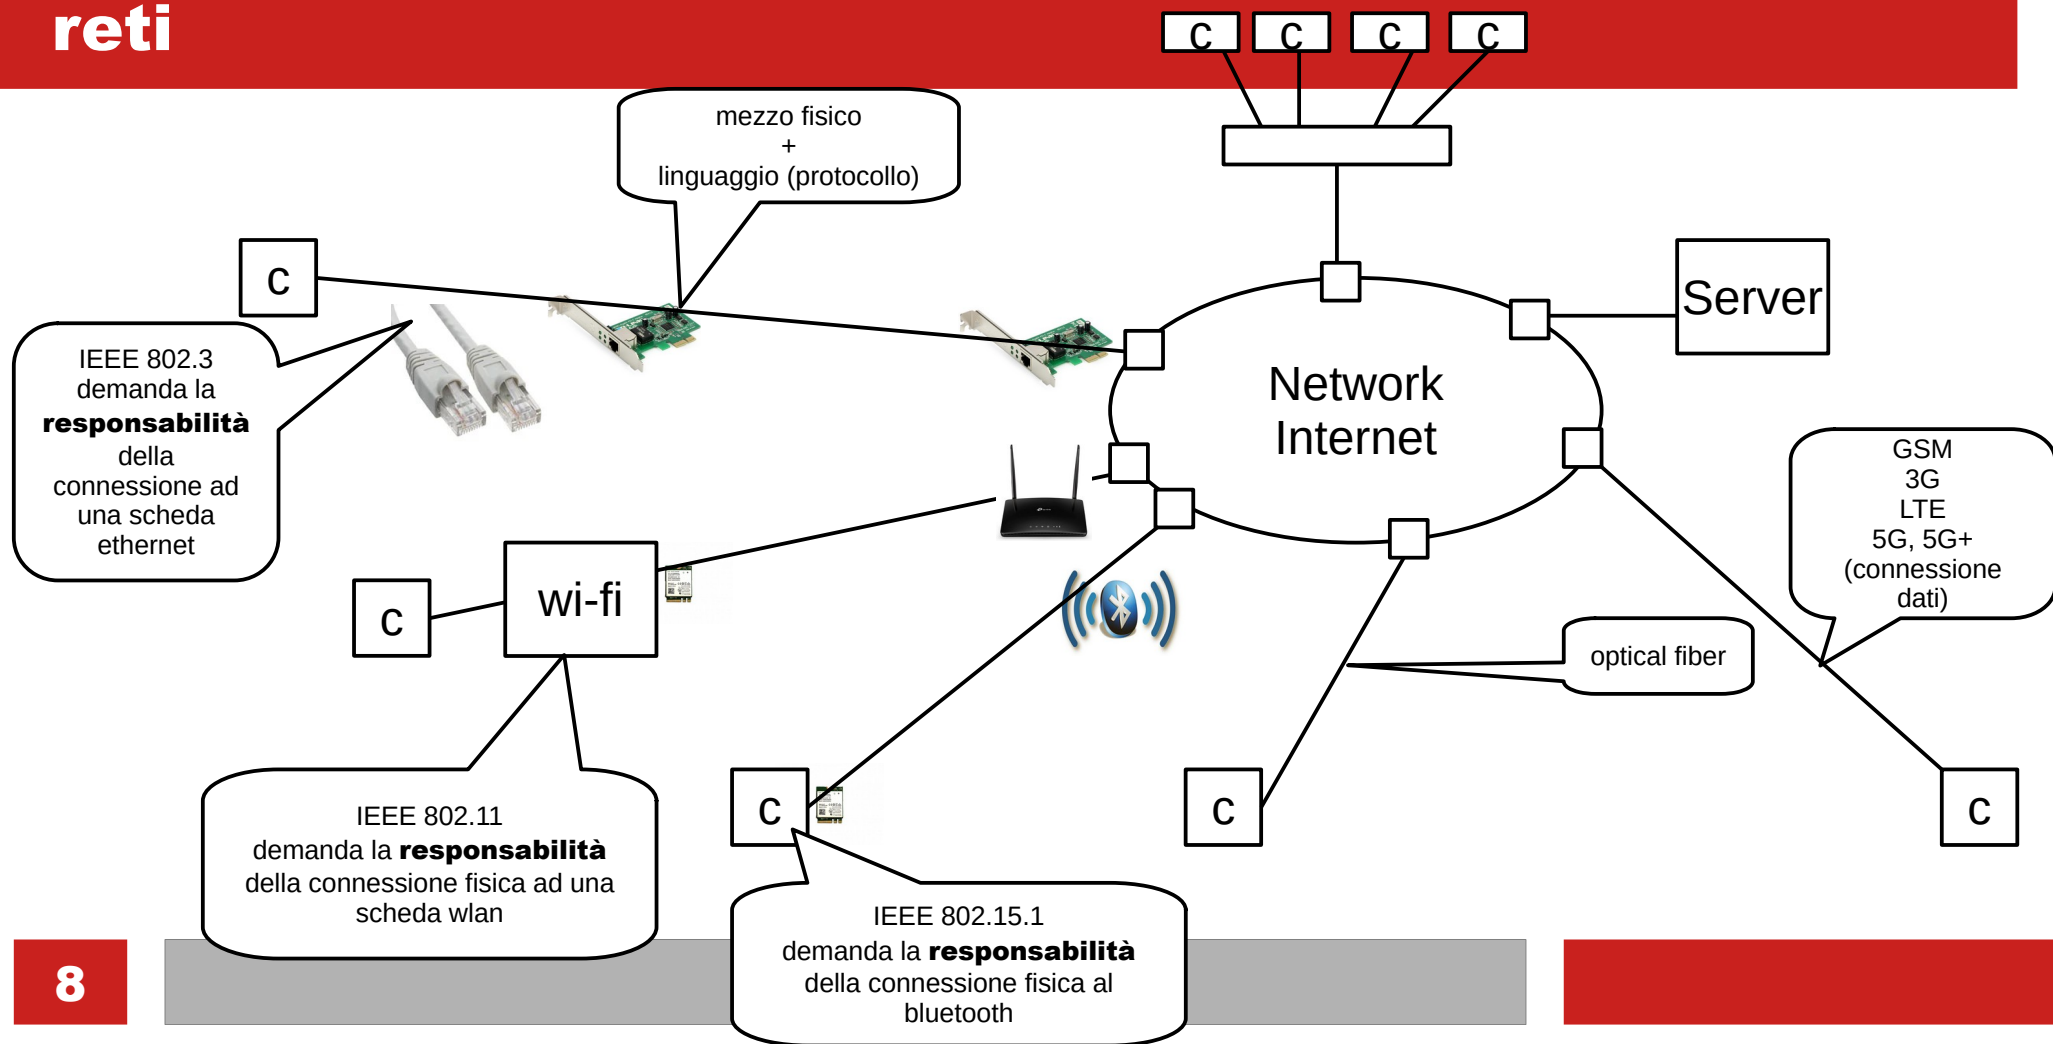 reti
c c c c
mezzo fisico
+
linguaggio (protocollo)
c
Server
IEEE 802.3
demanda la
responsabilità
della
connessione ad
una scheda
ethernet
Network
Internet
GSM
3G
LTE
5G, 5G+
(connessione
dati)
wi-fi
c
optical fiber
c
c
c
IEEE 802.11
demanda la responsabilità
della connessione fisica ad una
scheda wlan
IEEE 802.15.1
demanda la responsabilità
della connessione fisica al
bluetooth
8